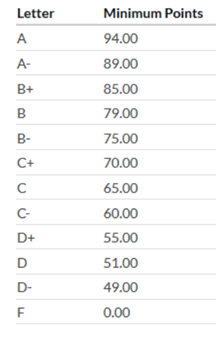 Letter Minimum Points
A 94.00
A- 89.00
B+ 85.00
B 79.00
B- 75.00
C+ 70.00
C 65.00
C- 60.00
D+ 55.00
D 51.00
D- 49.00
F 0.00